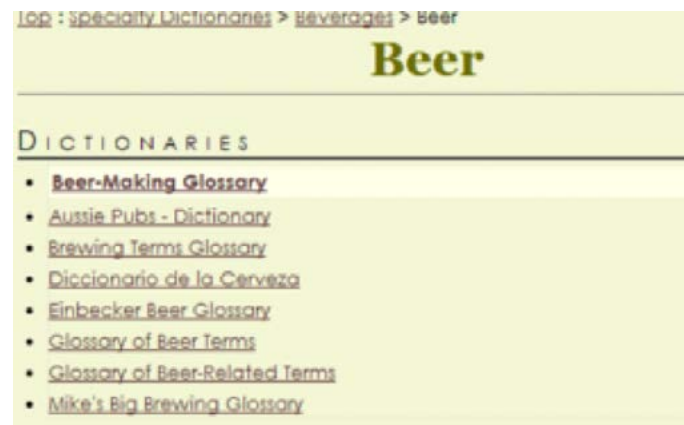 Top : Specialty Dictionaries > Beverages > Beer
Beer
DICTIONARIES
• Beer-Making Glossary
• Aussie Pubs - Dictionary
• Brewing Terms Glossary
• Diccionario de la Cerveza
• Einbecker Beer Glossary
• Glossary of Beer Terms
• Glossary of Beer-Related Terms
• Mike's Big Brewing Glossary